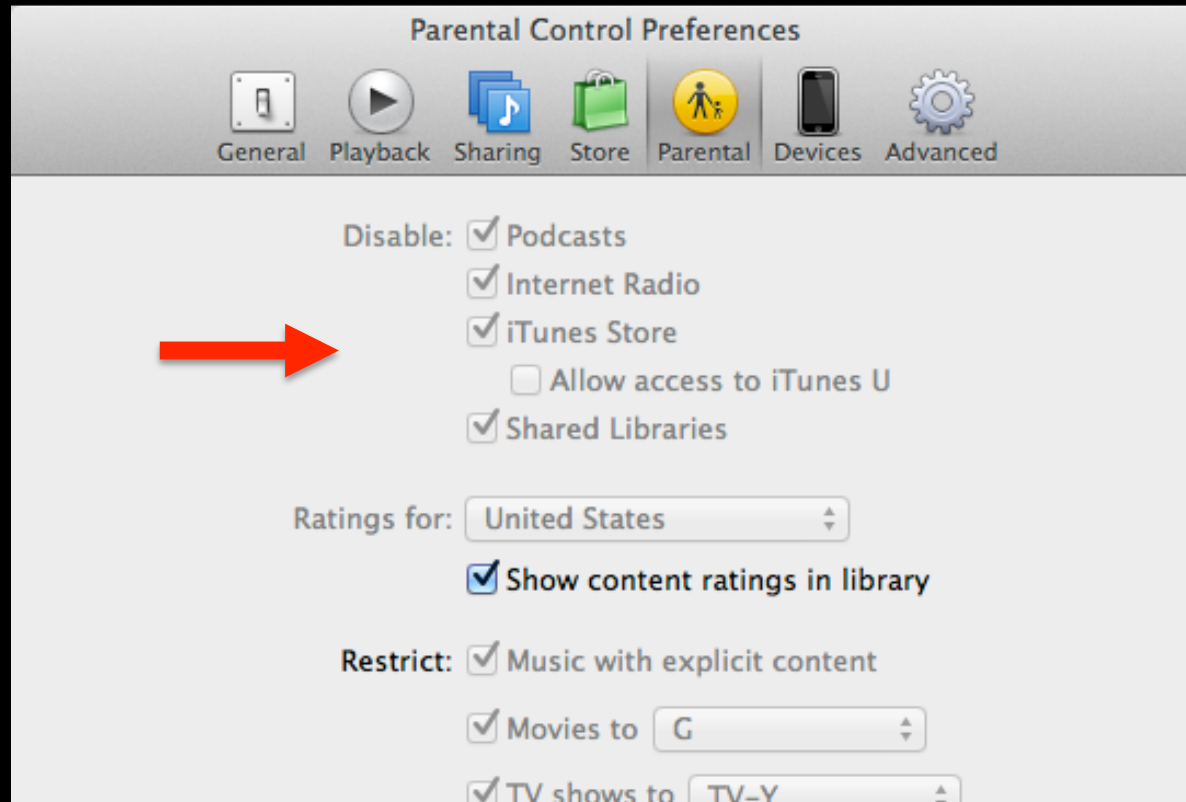 Parental Control Preferences
General Playback Sharing Store Parental Devices Advanced
Disable: Podcasts
Internet Radio
iTunes Store
Allow access to iTunes U
Shared Libraries
Ratings for: United States
Show content ratings in library
Restrict: Music with explicit content
Movies to G
TV shows to TV-Y